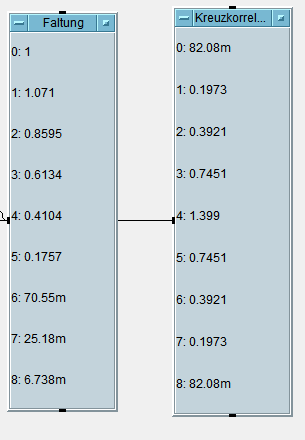 Faltung
0: 1
1: 1.071
2: 0.8595
3: 0.6134
4: 0.4104
5: 0.1757
6: 70.55m
7: 25.18m
8: 6.738m
Kreuzkorrel...
0: 82.08m
1: 0.1973
2: 0.3921
3: 0.7451
4: 1.399
5: 0.7451
6: 0.3921
7: 0.1973
8: 82.08m